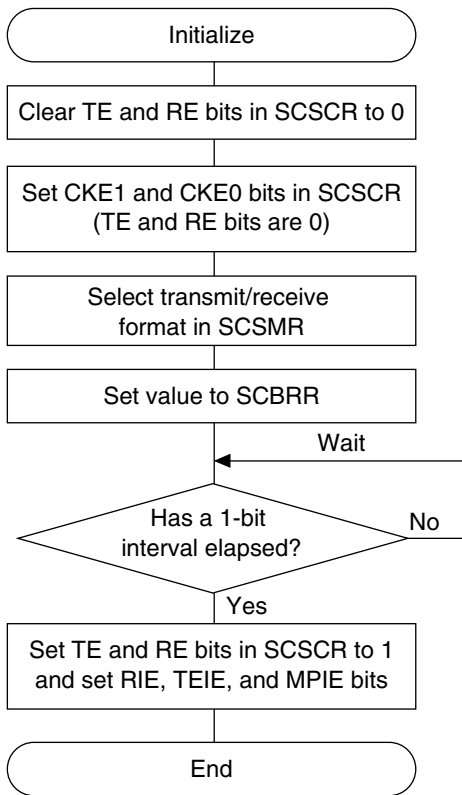 Initialize
Clear TE and RE bits in SCSCR to 0
Set CKE1 and CKE0 bits in SCSCR
(TE and RE bits are 0)
Select transmit/receive
format in SCSMR
Set value to SCBRR
Wait
Has a 1-bit
interval elapsed?
No
Yes
Set TE and RE bits in SCSCR to 1
and set RIE, TEIE, and MPIE bits
End